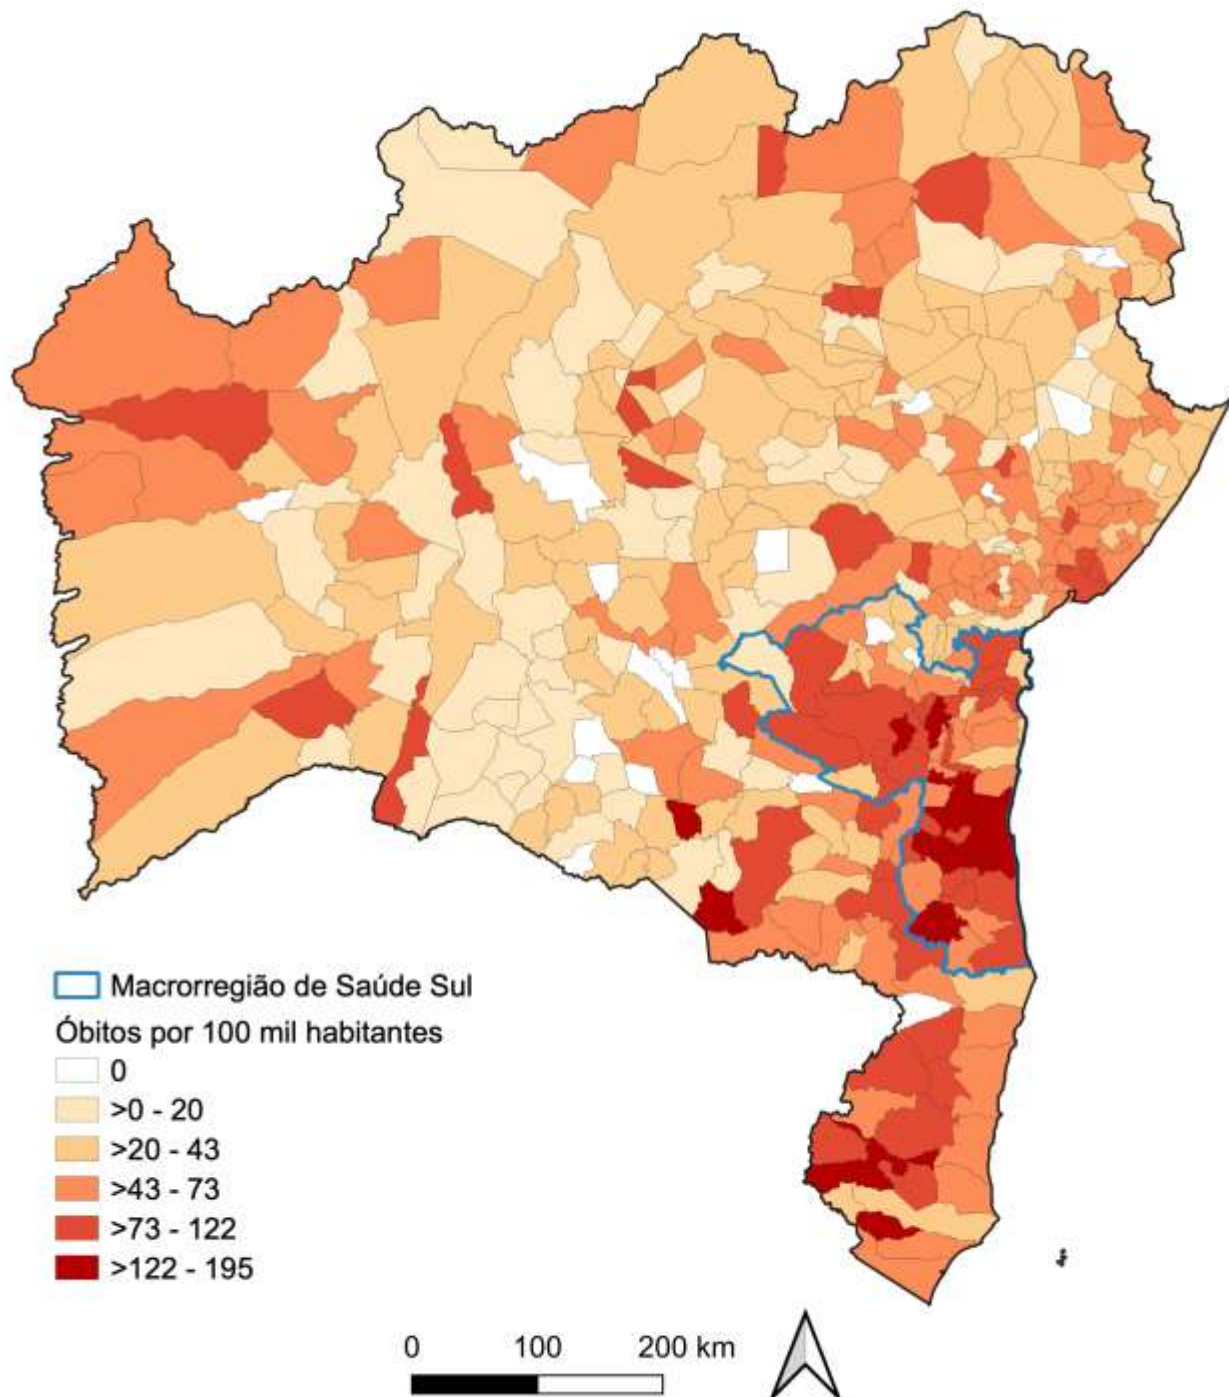 Macrorregião de Saúde Sul
Óbitos por 100 mil habitantes
0
>0 - 20
>20 - 43
>43 - 73
>73 - 122
>122 - 195
0 100 200 km